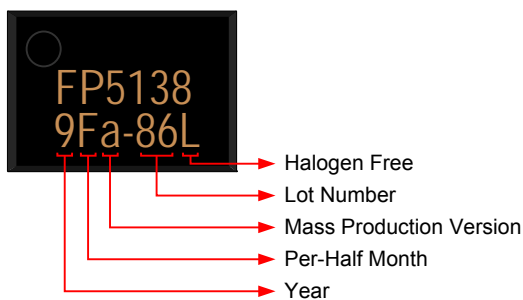 FP5138
9Fa-86L
Halogen Free
Lot Number
Mass Production Version
Per-Half Month
Year